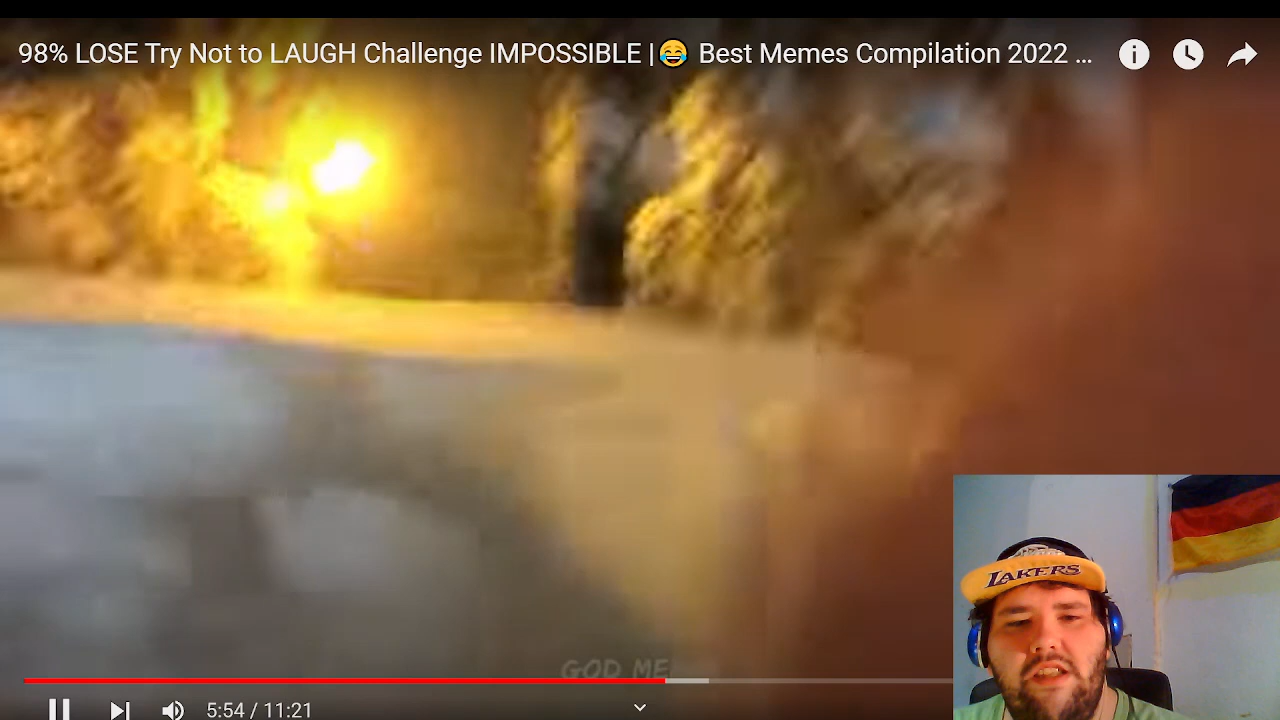 98% LOSE Try Not to LAUGH Challenge IMPOSSIBLE |😂 Best Memes Compilation 2022 ...
LAKERS
GOD ME
5:54 / 11:21